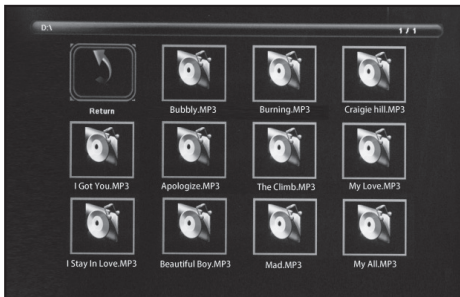 D:\ 1 / 1
Return Bubbly.MP3 Burning.MP3 Craigie hill.MP3
I Got You.MP3 Apologize.MP3 The Climb.MP3 My Love.MP3
I Stay In Love.MP3 Beautiful Boy.MP3 Mad.MP3 My All.MP3